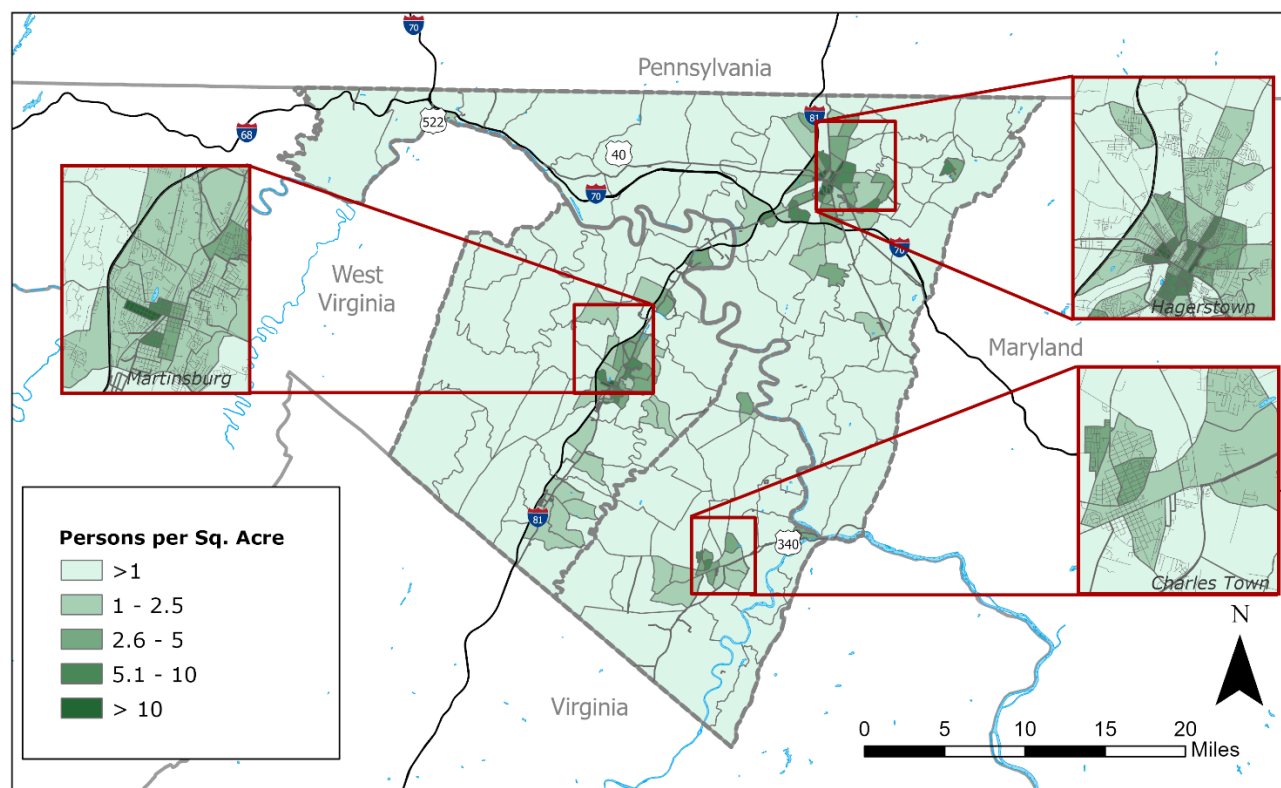 70
Pennsylvania
81
68
522
40
70
Hagerstown
West
Virginia
70
Maryland
Martinsburg
Persons per Sq. Acre
>1
1 - 2.5
2.6 - 5
5.1 - 10
> 10
81
340
Charles Town
N
Virginia
0 5 10 15 20
Miles